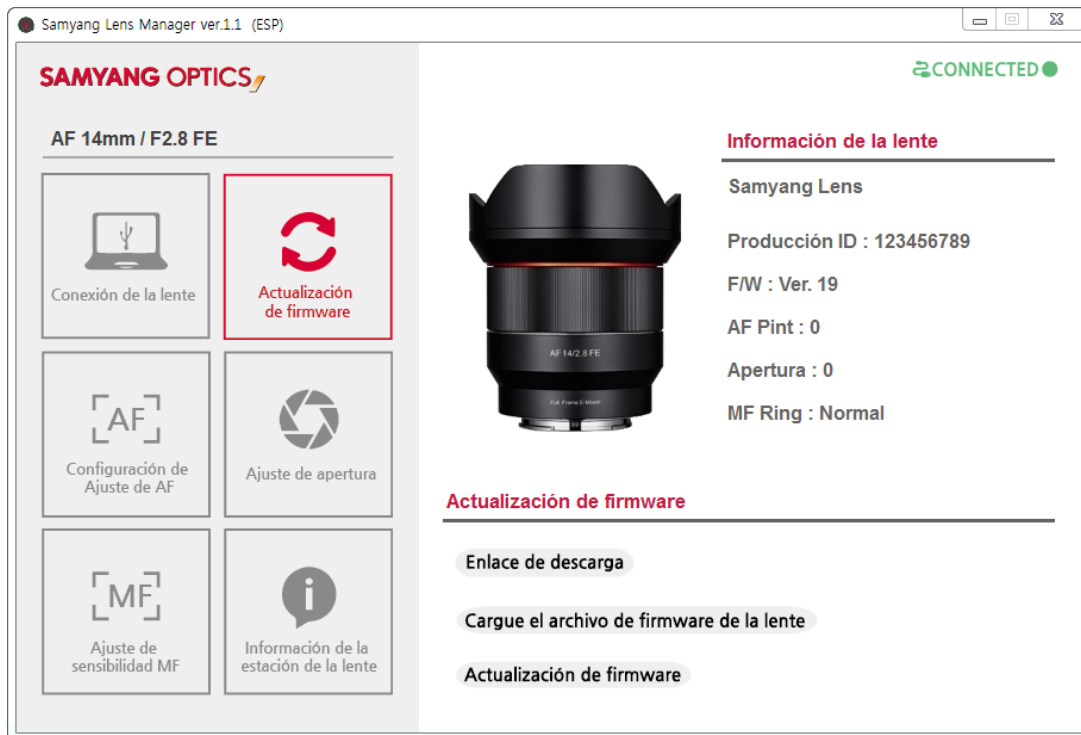 Samyang Lens Manager ver.1.1 (ESP)
SAMYANG OPTICS
CONNECTED
AF 14mm / F2.8 FE
Conexión de la lente
Actualización
de firmware
Configuración de
Ajuste de AF
AF
Ajuste de apertura
MF
Ajuste de
sensibilidad MF
Información de la
estación de la lente
AF 14/2.8 FE
Full Frame E-Mount
Información de la lente
Samyang Lens
Producción ID : 123456789
F/W : Ver. 19
AF Pint : 0
Apertura : 0
MF Ring : Normal
Actualización de firmware
Enlace de descarga
Cargue el archivo de firmware de la lente
Actualización de firmware